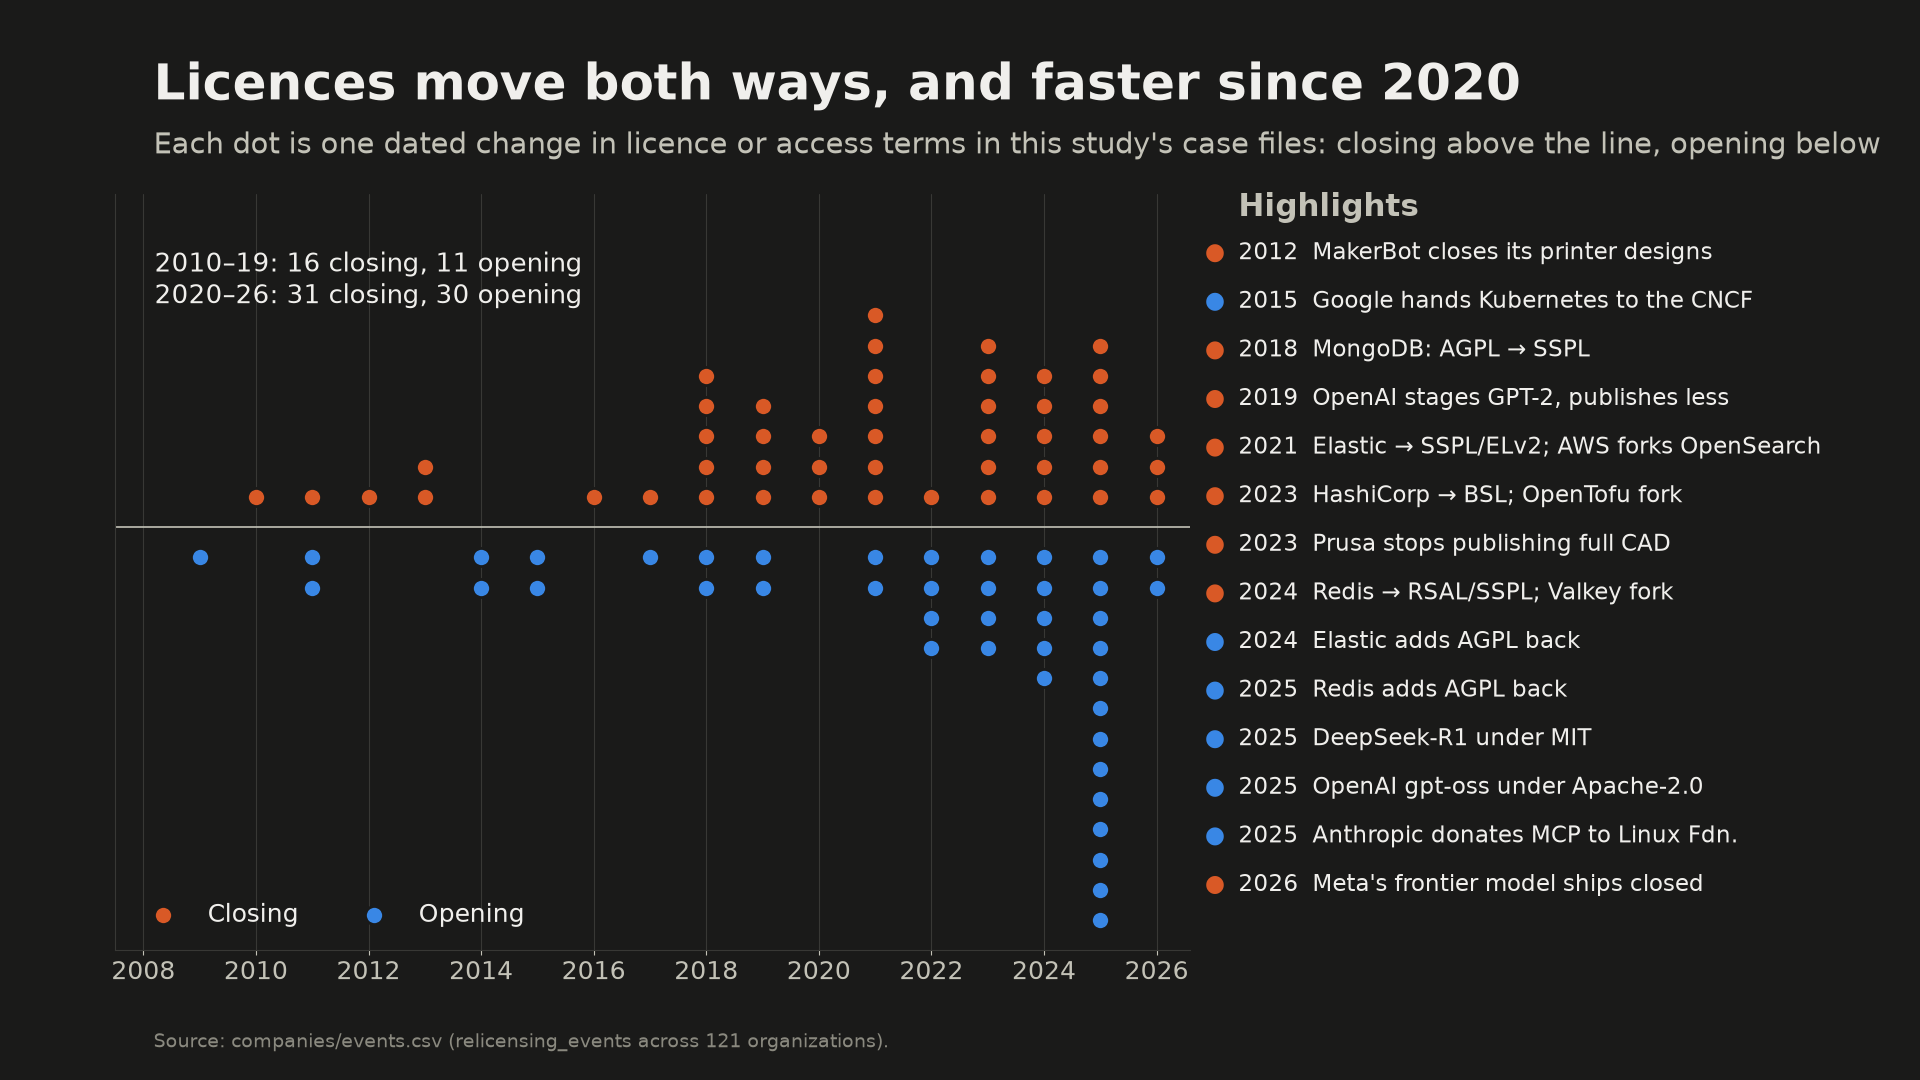 Licences move both ways, and faster since 2020
Each dot is one dated change in licence or access terms in this study's case files: closing above the line, opening below
2010–19: 16 closing, 11 opening
2020–26: 31 closing, 30 opening
Closing
Opening
2008 2010 2012 2014 2016 2018 2020 2022 2024 2026
Highlights
2012 MakerBot closes its printer designs
2015 Google hands Kubernetes to the CNCF
2018 MongoDB: AGPL → SSPL
2019 OpenAI stages GPT-2, publishes less
2021 Elastic → SSPL/ELv2; AWS forks OpenSearch
2023 HashiCorp → BSL; OpenTofu fork
2023 Prusa stops publishing full CAD
2024 Redis → RSAL/SSPL; Valkey fork
2024 Elastic adds AGPL back
2025 Redis adds AGPL back
2025 DeepSeek-R1 under MIT
2025 OpenAI gpt-oss under Apache-2.0
2025 Anthropic donates MCP to Linux Fdn.
2026 Meta's frontier model ships closed
Source: companies/events.csv (relicensing_events across 121 organizations).